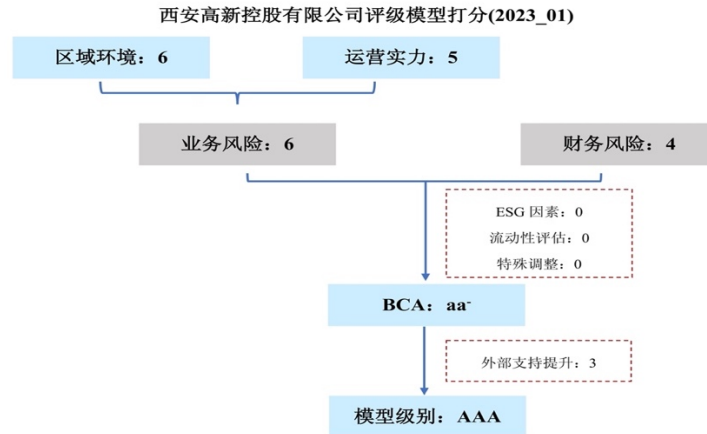 西安高新控股有限公司评级模型打分(2023_01)
区域环境：6
运营实力：5
业务风险：6
财务风险：4
ESG 因素：0
流动性评估：0
特殊调整：0
BCA：aa-
外部支持提升：3
模型级别：AAA